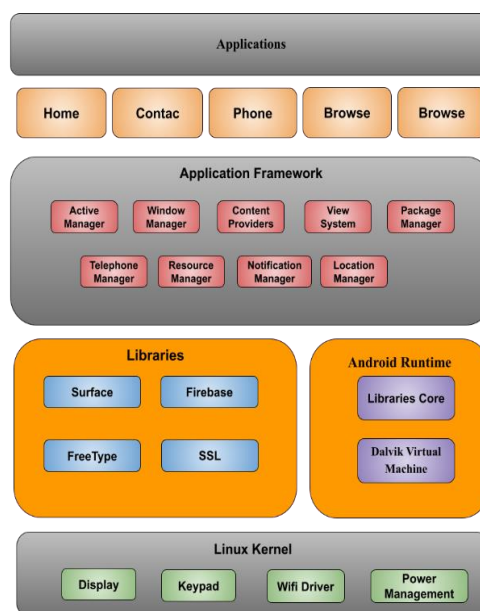 Applications
Home
Contac
Phone
Browse
Browse
Application Framework
Active
Manager
Window
Manager
Content
Providers
View
System
Package
Manager
Telephone
Manager
Resource
Manager
Notification
Manager
Location
Manager
Libraries
Surface
Firebase
FreeType
SSL
Android Runtime
Libraries Core
Dalvik Virtual
Machine
Linux Kernel
Display
Keypad
Wifi Driver
Power
Management